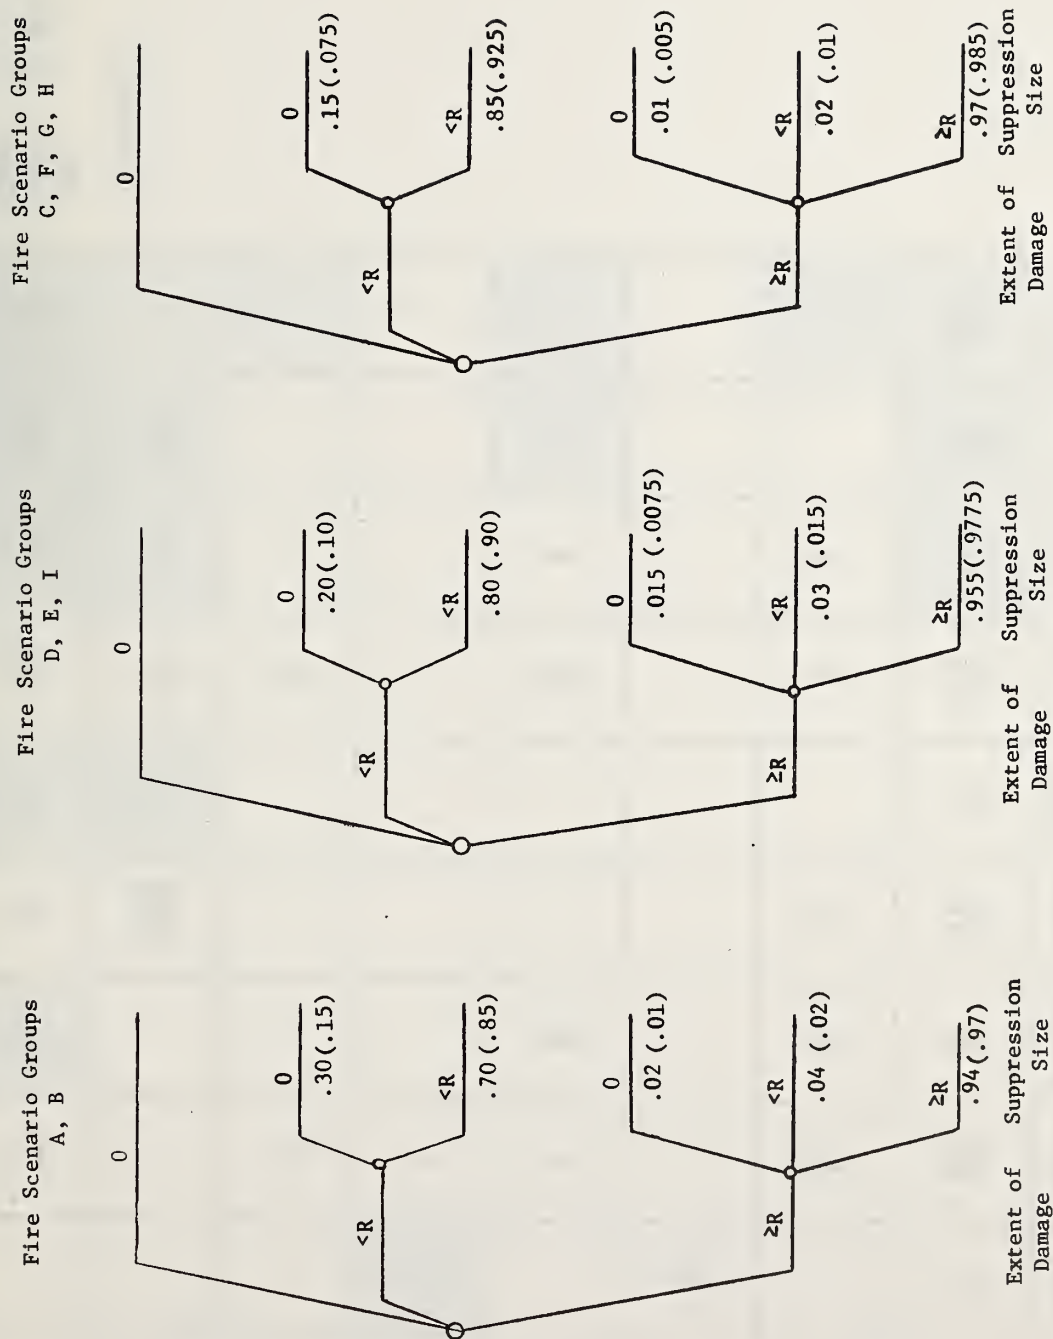 Fire Scenario Groups
A, B
0
<R
0
.30(.15)
<R
.70(.85)
≥R
0
.02 (.01)
<R
.04 (.02)
≥R
.94(.97)
Extent of Damage
Suppression Size
Fire Scenario Groups
D, E, I
0
<R
0
.20(.10)
<R
.80(.90)
≥R
0
.015 (.0075)
<R
.03 (.015)
≥R
.955(.9775)
Extent of Damage
Suppression Size
Fire Scenario Groups
C, F, G, H
0
<R
0
.15(.075)
<R
.85(.925)
≥R
0
.01 (.005)
<R
.02 (.01)
≥R
.97(.985)
Extent of Damage
Suppression Size